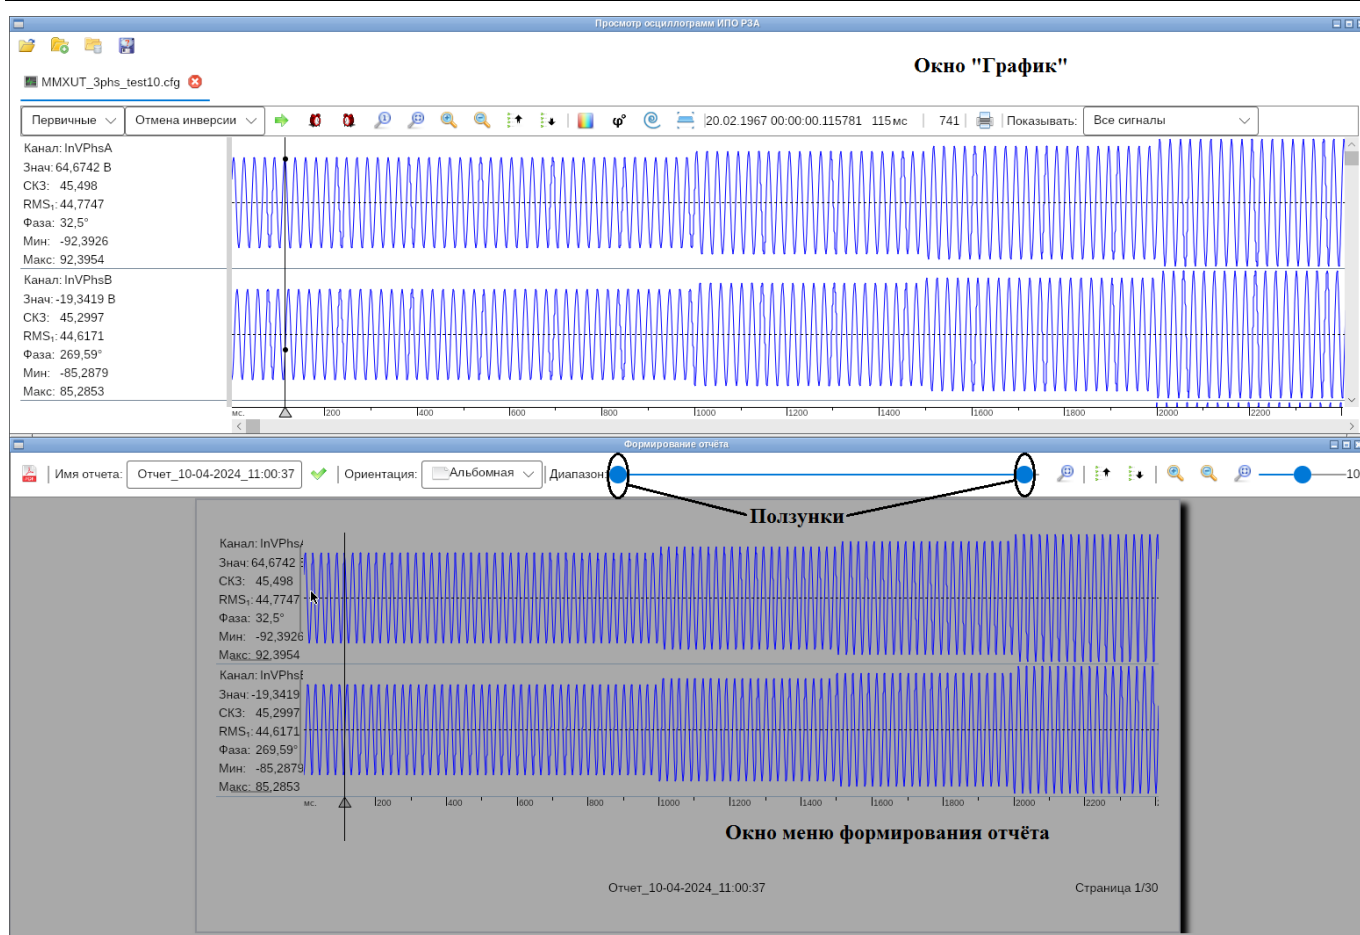 Просмотр осциллограмм ИПО РЗА
Окно "График"
MMXUT_3phs_test10.cfg
Первичные Отмена инверсии φ° 20.02.1967 00:00:00.115781 115мс 741 Показывать: Все сигналы
Канал: InVPhsA
Знач: 64,6742 В
СКЗ: 45,498
RMS₁: 44,7747
Фаза: 32,5°
Мин: -92,3926
Макс: 92,3954
Канал: InVPhsB
Знач: -19,3419 В
СКЗ: 45,2997
RMS₁: 44,6171
Фаза: 269,59°
Мин: -85,2879
Макс: 85,2853
мс. 200 400 600 800 1000 1200 1400 1600 1800 2000 2200
Формирование отчёта
Имя отчета: Отчет_10-04-2024_11:00:37 Ориентация: Альбомная Диапазон: 10
Ползунки
Канал: InVPhsA
Знач: 64,6742
СКЗ: 45,498
RMS₁: 44,7747
Фаза: 32,5°
Мин: -92,3926
Макс: 92,3954
Канал: InVPhsB
Знач: -19,3419
СКЗ: 45,2997
RMS₁: 44,6171
Фаза: 269,59°
Мин: -85,2879
Макс: 85,2853
мс. 200 400 600 800 1000 1200 1400 1600 1800 2000 2200
Окно меню формирования отчёта
Отчет_10-04-2024_11:00:37 Страница 1/30